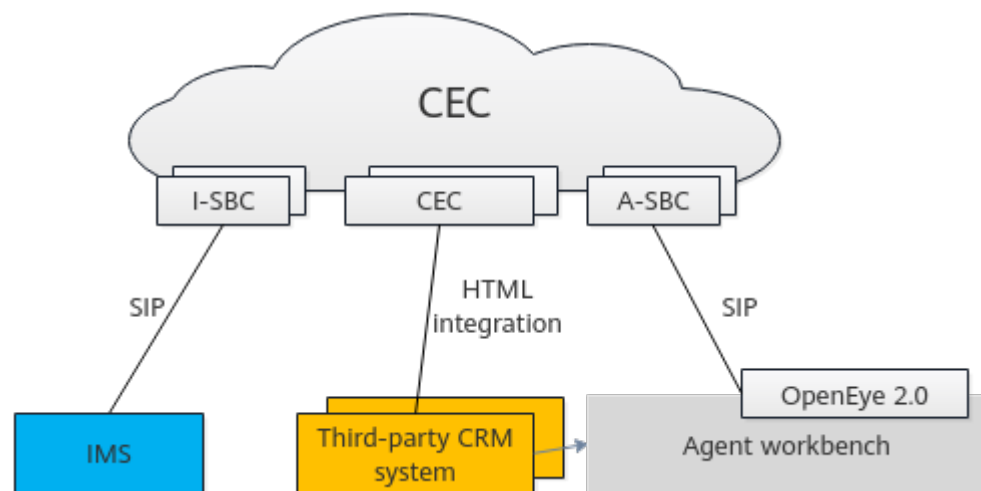 CEC
I-SBC
CEC
A-SBC
SIP
HTML
integration
SIP
OpenEye 2.0
IMS
Third-party CRM
system
Agent workbench